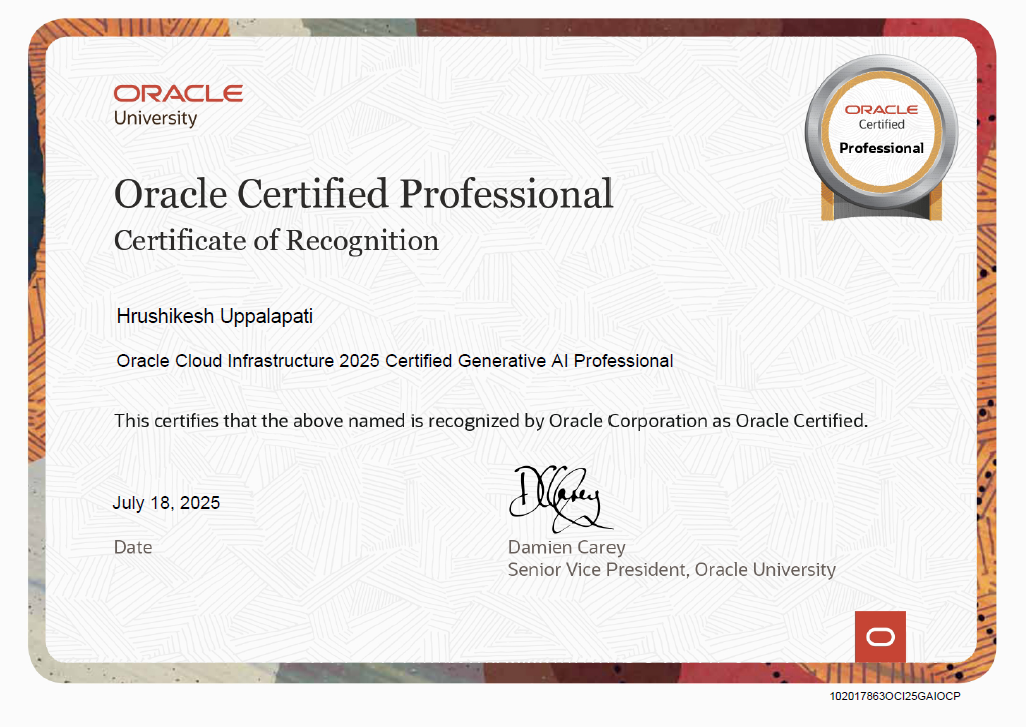 ORACLE
University
ORACLE
Certified
Professional
Oracle Certified Professional
Certificate of Recognition
Hrushikesh Uppalapati
Oracle Cloud Infrastructure 2025 Certified Generative AI Professional
This certifies that the above named is recognized by Oracle Corporation as Oracle Certified.
DCarey
July 18, 2025
Date
Damien Carey
Senior Vice President, Oracle University
102017863OCI25GAIOCP